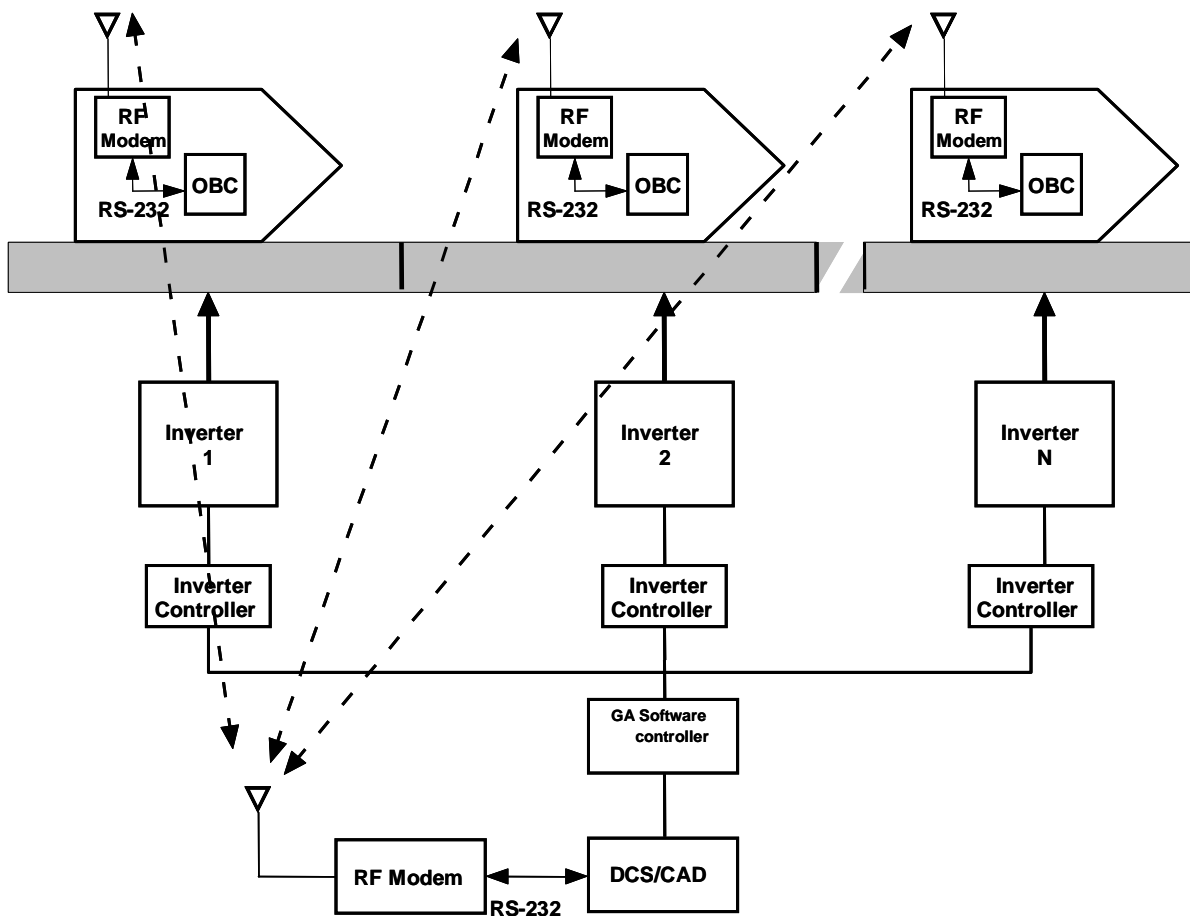 RF
Modem
OBC
RS-232
RF
Modem
OBC
RS-232
RF
Modem
OBC
RS-232
Inverter
1
Inverter
2
Inverter
N
Inverter
Controller
Inverter
Controller
Inverter
Controller
GA Software
controller
RF Modem
RS-232
DCS/CAD